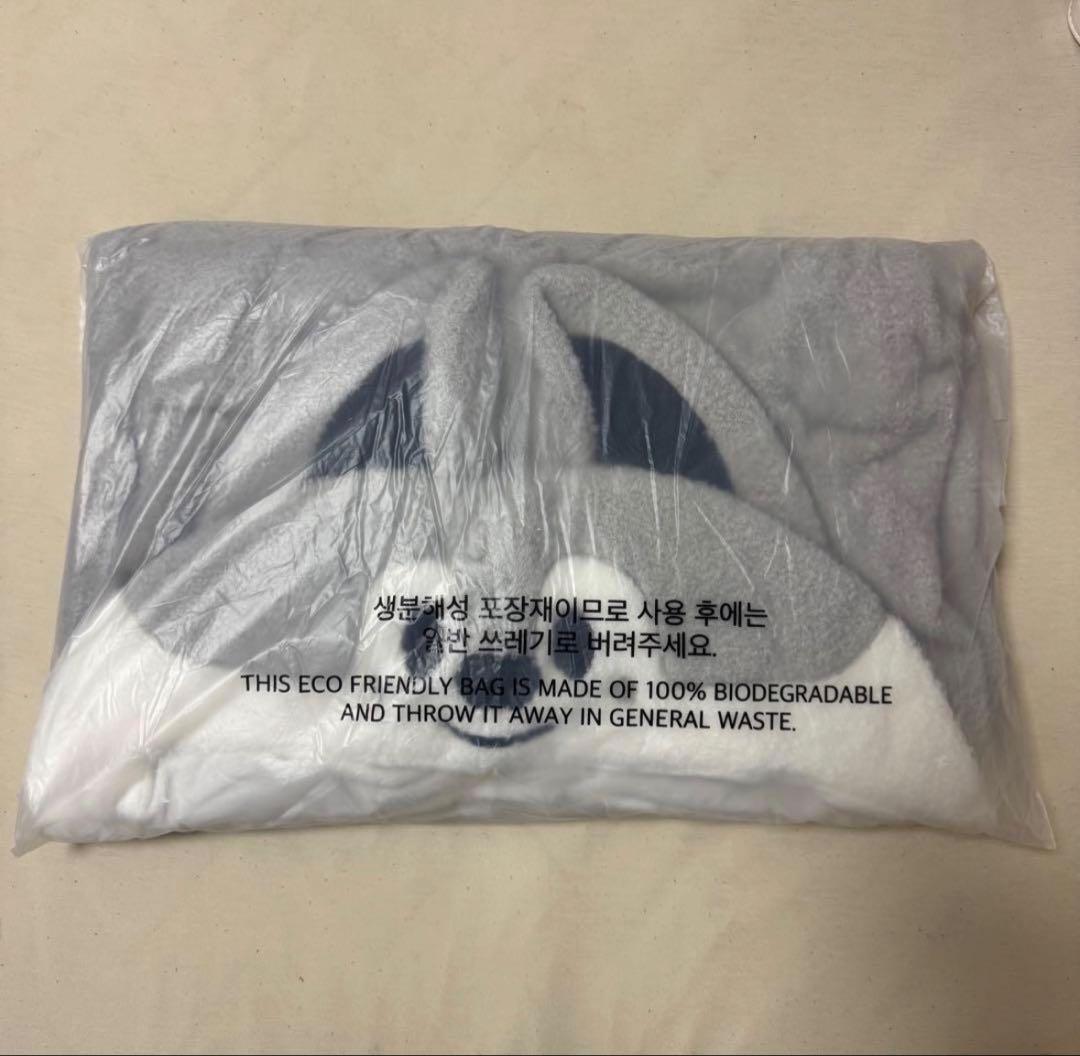 생분해성 포장재이므로 사용 후에는
일반 쓰레기로 버려주세요.
THIS ECO FRIENDLY BAG IS MADE OF 100% BIODEGRADABLE
AND THROW IT AWAY IN GENERAL WASTE.